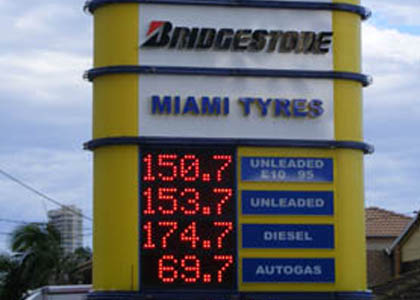 BRIDGESTONE
MIAMI TYRES
150.7 UNLEADED E10 95
153.7 UNLEADED
174.7 DIESEL
69.7 AUTOGAS